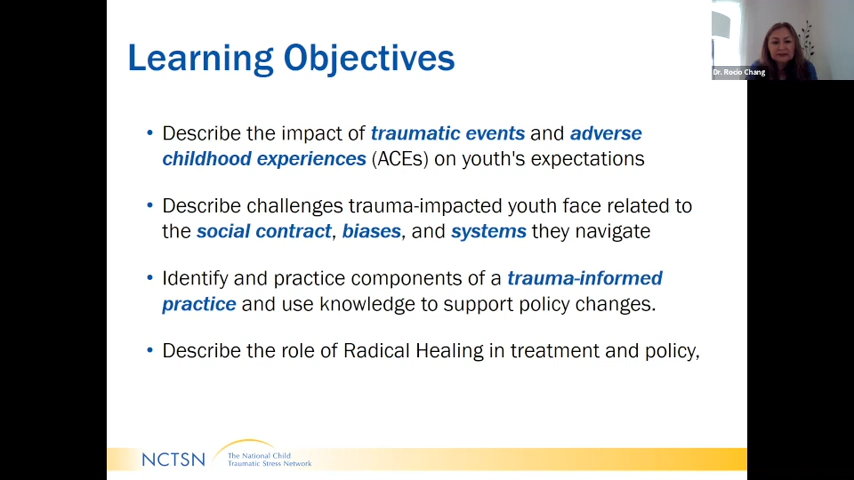 Learning Objectives
Dr. Rocio Chang
• Describe the impact of traumatic events and adverse
childhood experiences (ACEs) on youth's expectations
• Describe challenges trauma-impacted youth face related to
the social contract, biases, and systems they navigate
• Identify and practice components of a trauma-informed
practice and use knowledge to support policy changes.
• Describe the role of Radical Healing in treatment and policy,
NCTSN
The National Child
Traumatic Stress Network